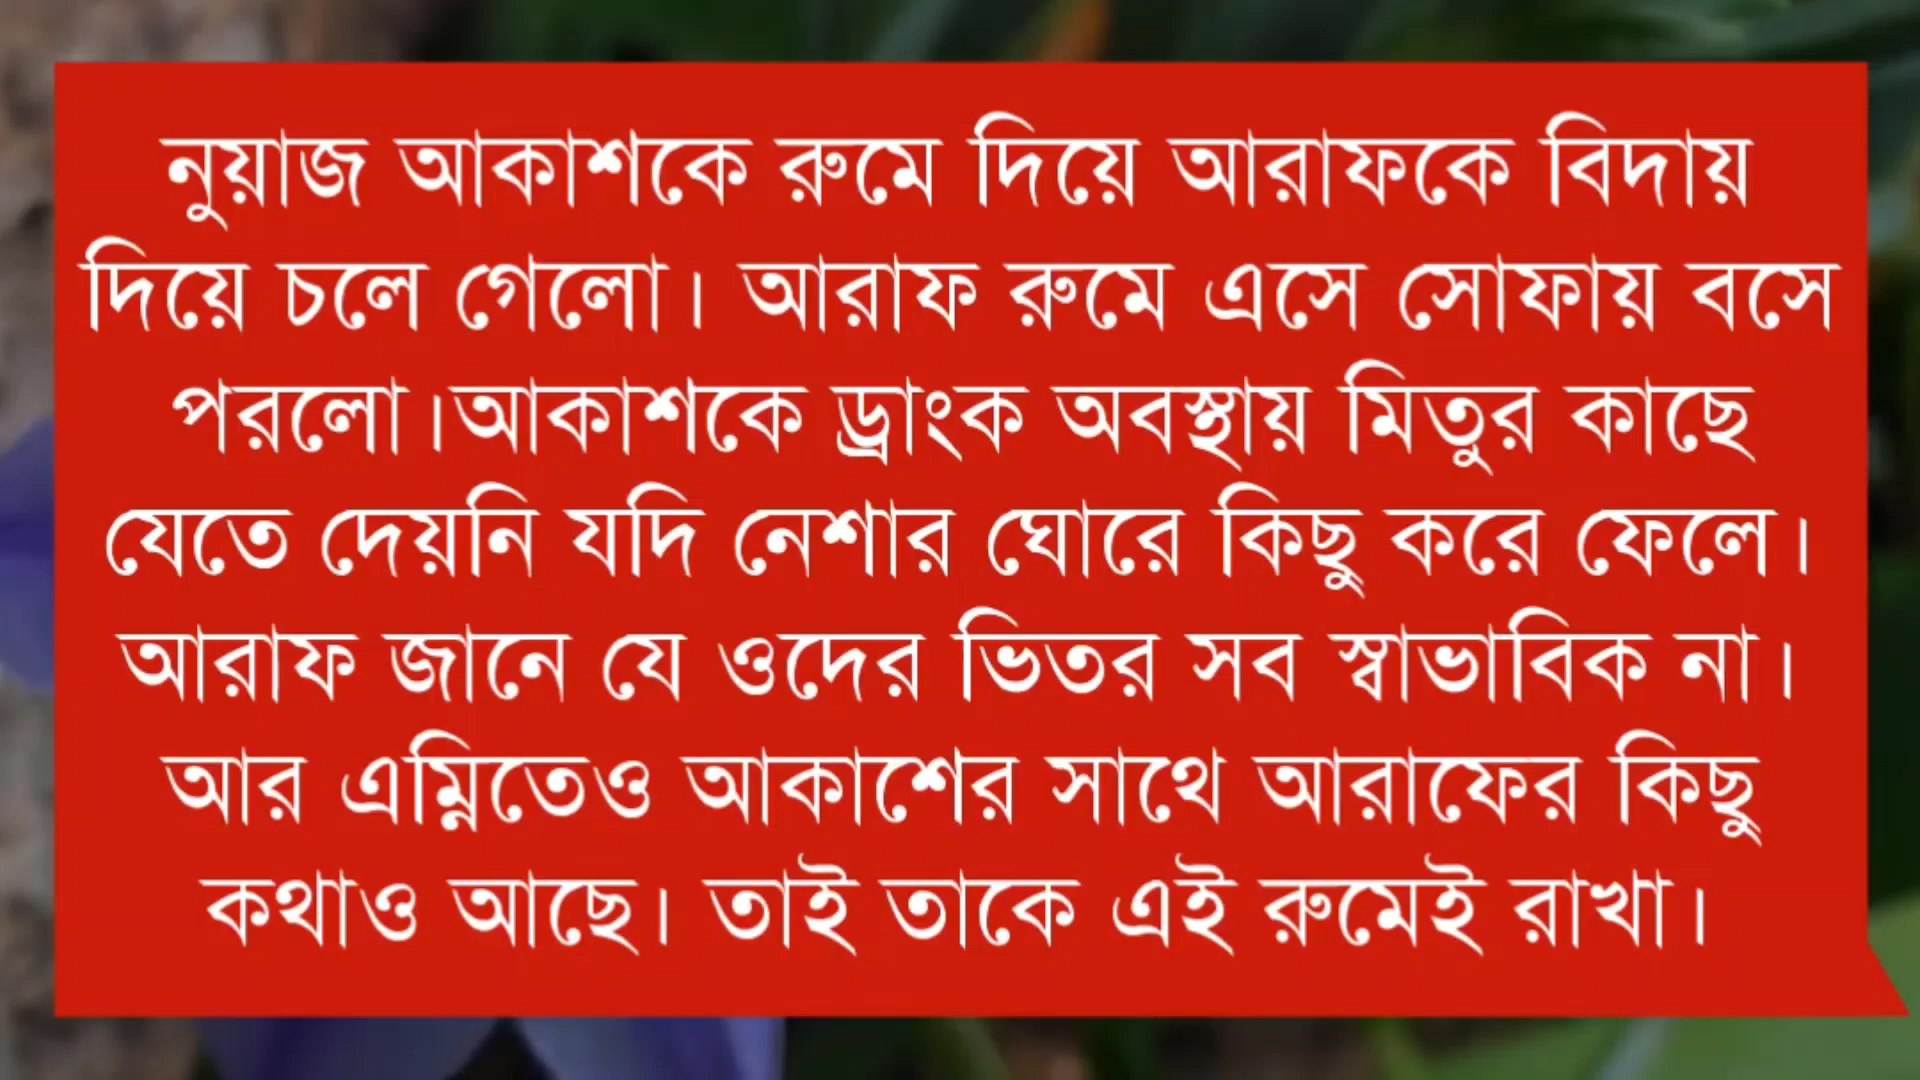 নুয়াজ আকাশকে রুমে দিয়ে আরাফকে বিদায়
দিয়ে চলে গেলো। আরাফ রুমে এসে সোফায় বসে
পরলো।আকাশকে ড্রাংক অবস্থায় মিতুর কাছে
যেতে দেয়নি যদি নেশার ঘোরে কিছু করে ফেলে।
আরাফ জানে যে ওদের ভিতর সব স্বাভাবিক না।
আর এম্নিতেও আকাশের সাথে আরাফের কিছু
কথাও আছে। তাই তাকে এই রুমেই রাখা।